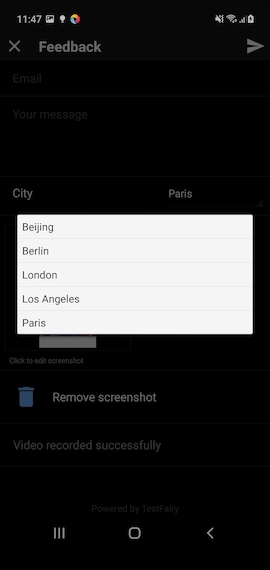 11:47
Feedback
Email
Your message
City Paris
Beijing
Berlin
London
Los Angeles
Paris
Click to edit screenshot
Remove screenshot
Video recorded successfully
Powered by TestFairy